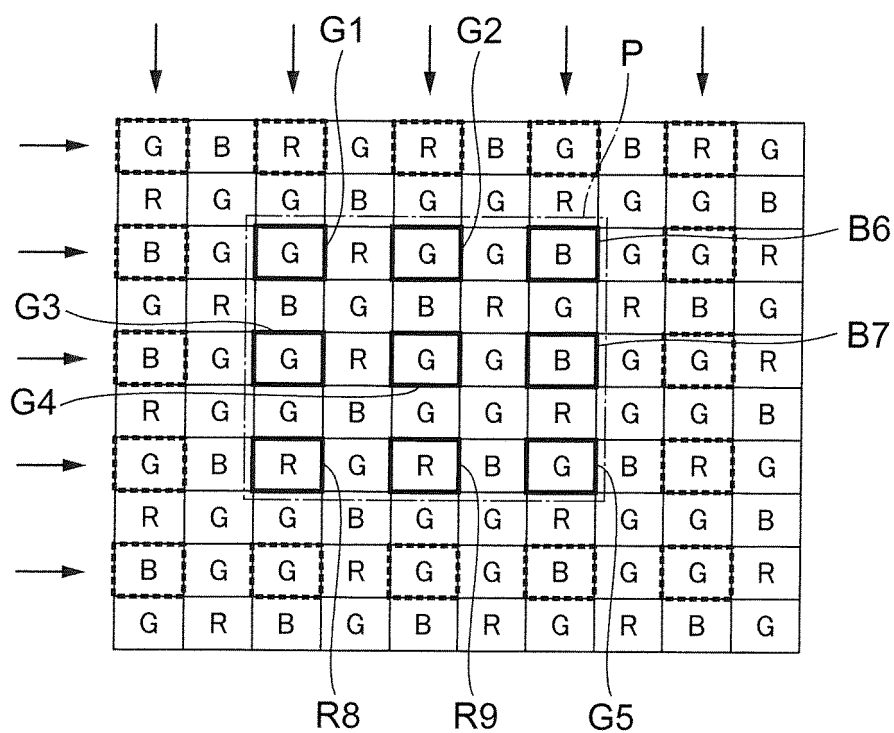 G1 G2 P
G B R G R B G B R G
R G G B G G R G G B
B G G R G G B G G R B6
G R B G B R G R B G
G3
B G G R G G B G G R B7
G4
R G G B G G R G G B
G B R G R B G B R G
R G G B G G R G G B
B G G R G G B G G R
G R B G B R G R B G
R8 R9 G5